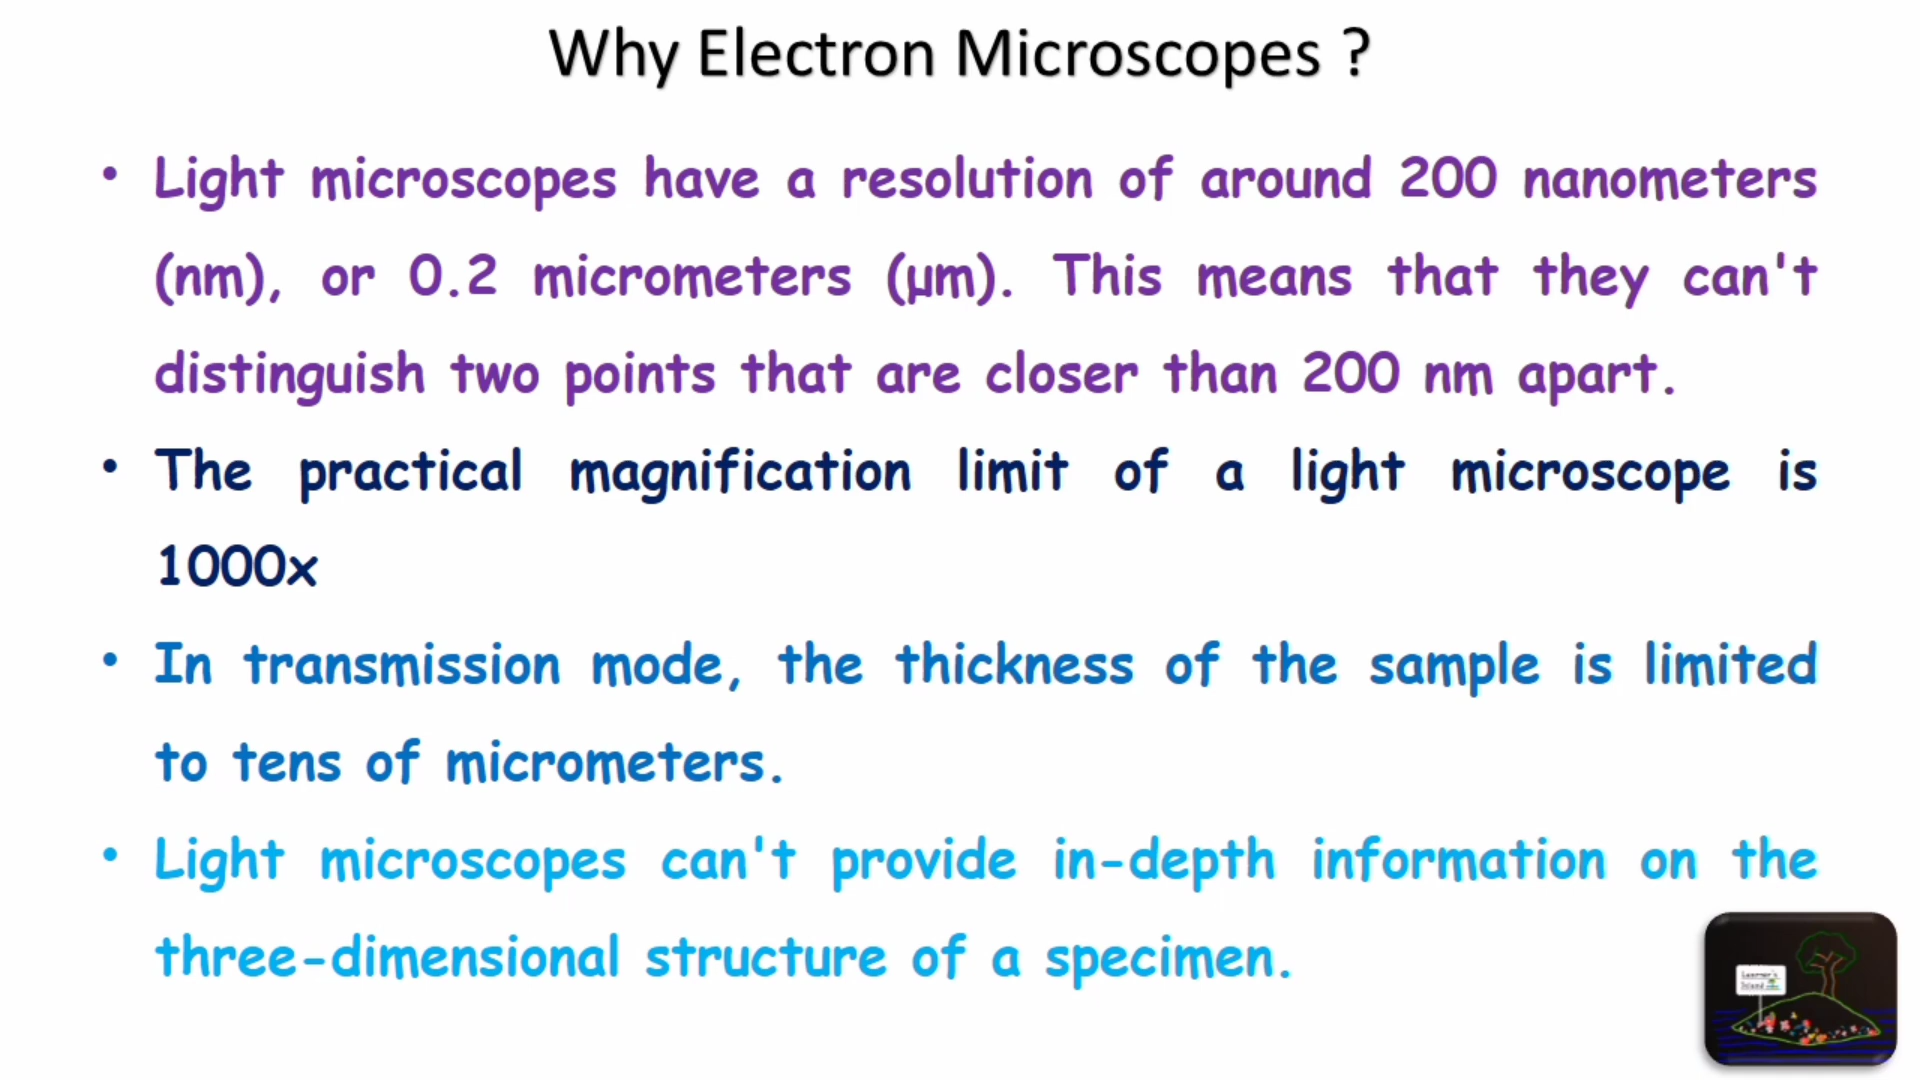 Why Electron Microscopes ?
• Light microscopes have a resolution of around 200 nanometers
(nm), or 0.2 micrometers (µm). This means that they can't
distinguish two points that are closer than 200 nm apart.
• The practical magnification limit of a light microscope is
1000x
• In transmission mode, the thickness of the sample is limited
to tens of micrometers.
• Light microscopes can't provide in-depth information on the
three-dimensional structure of a specimen.
Learner's
Island